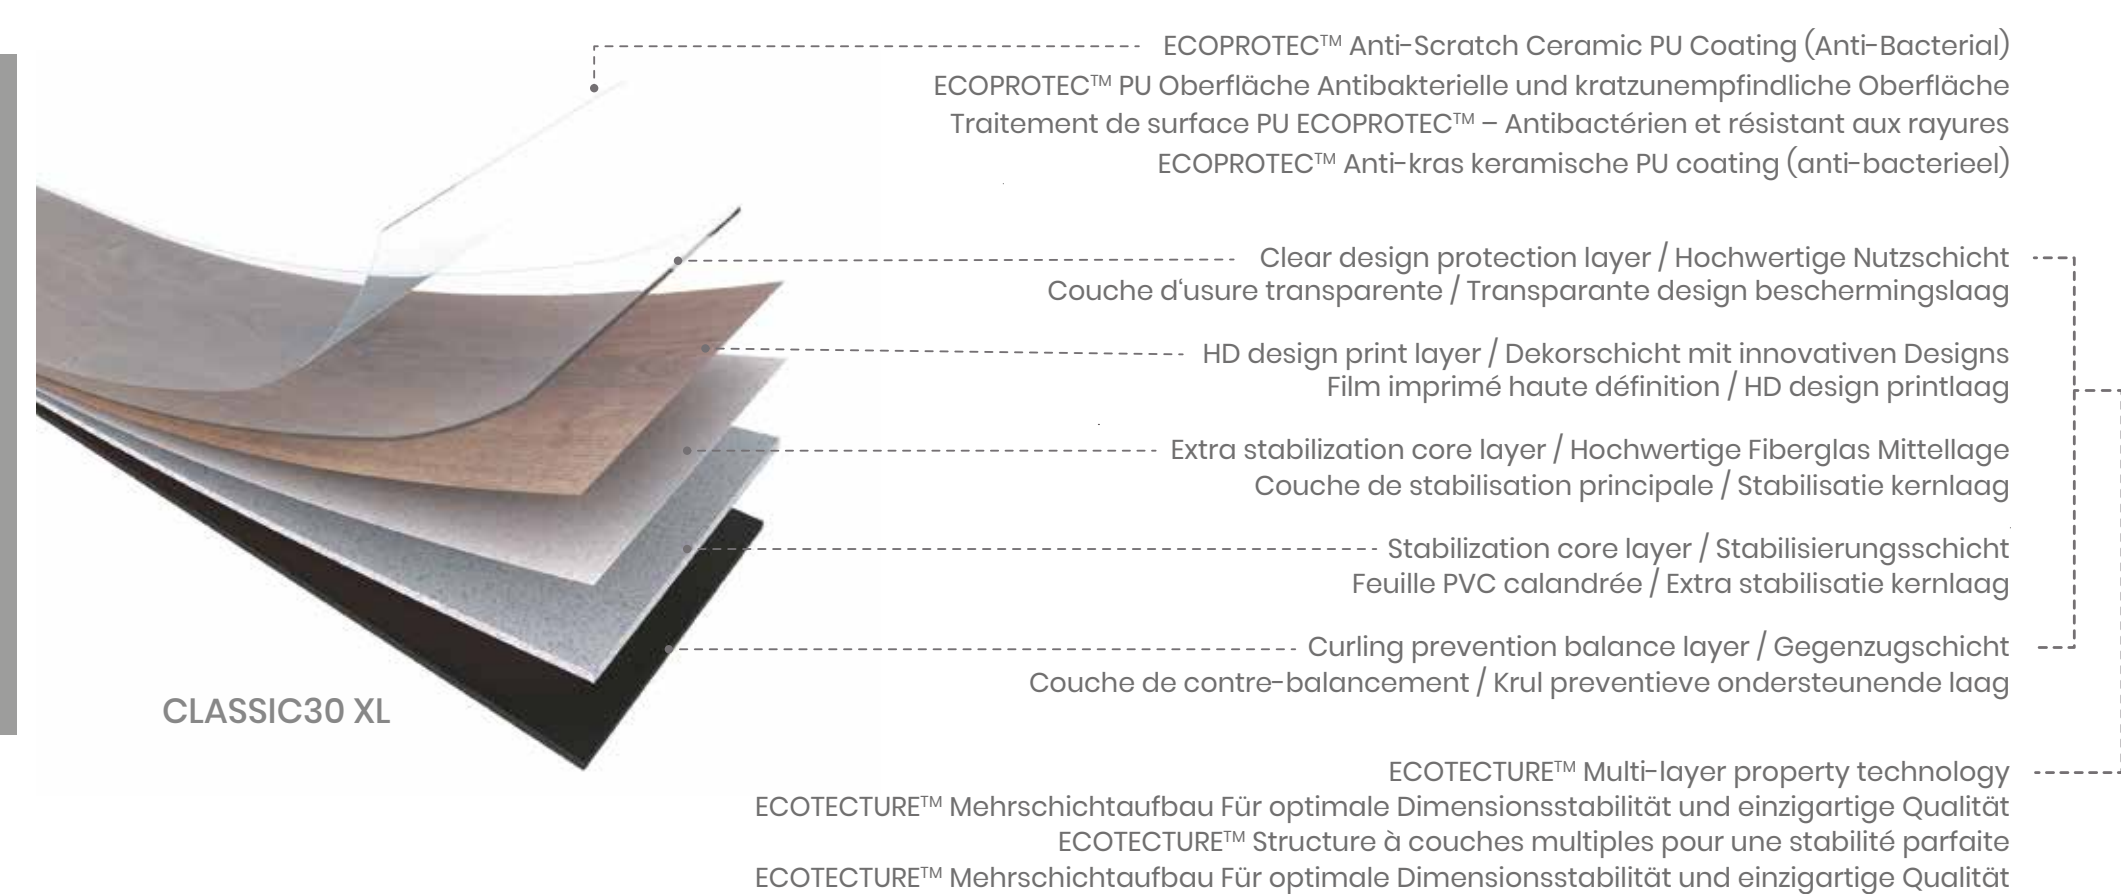 ECOPROTEC™ Anti-Scratch Ceramic PU Coating (Anti-Bacterial)
ECOPROTEC™ PU Oberfläche Antibakterielle und kratzunempfindliche Oberfläche
Traitement de surface PU ECOPROTEC™ – Antibactérien et résistant aux rayures
ECOPROTEC™ Anti-kras keramische PU coating (anti-bacterieel)
Clear design protection layer / Hochwertige Nutzschicht
Couche d‘usure transparente / Transparante design beschermingslaag
HD design print layer / Dekorschicht mit innovativen Designs
Film imprimé haute définition / HD design printlaag
Extra stabilization core layer / Hochwertige Fiberglas Mittellage
Couche de stabilisation principale / Stabilisatie kernlaag
Stabilization core layer / Stabilisierungsschicht
Feuille PVC calandrée / Extra stabilisatie kernlaag
Curling prevention balance layer / Gegenzugschicht
Couche de contre-balancement / Krul preventieve ondersteunende laag
CLASSIC30 XL
ECOTECTURE™ Multi-layer property technology
ECOTECTURE™ Mehrschichtaufbau Für optimale Dimensionsstabilität und einzigartige Qualität
ECOTECTURE™ Structure à couches multiples pour une stabilité parfaite
ECOTECTURE™ Mehrschichtaufbau Für optimale Dimensionsstabilität und einzigartige Qualität